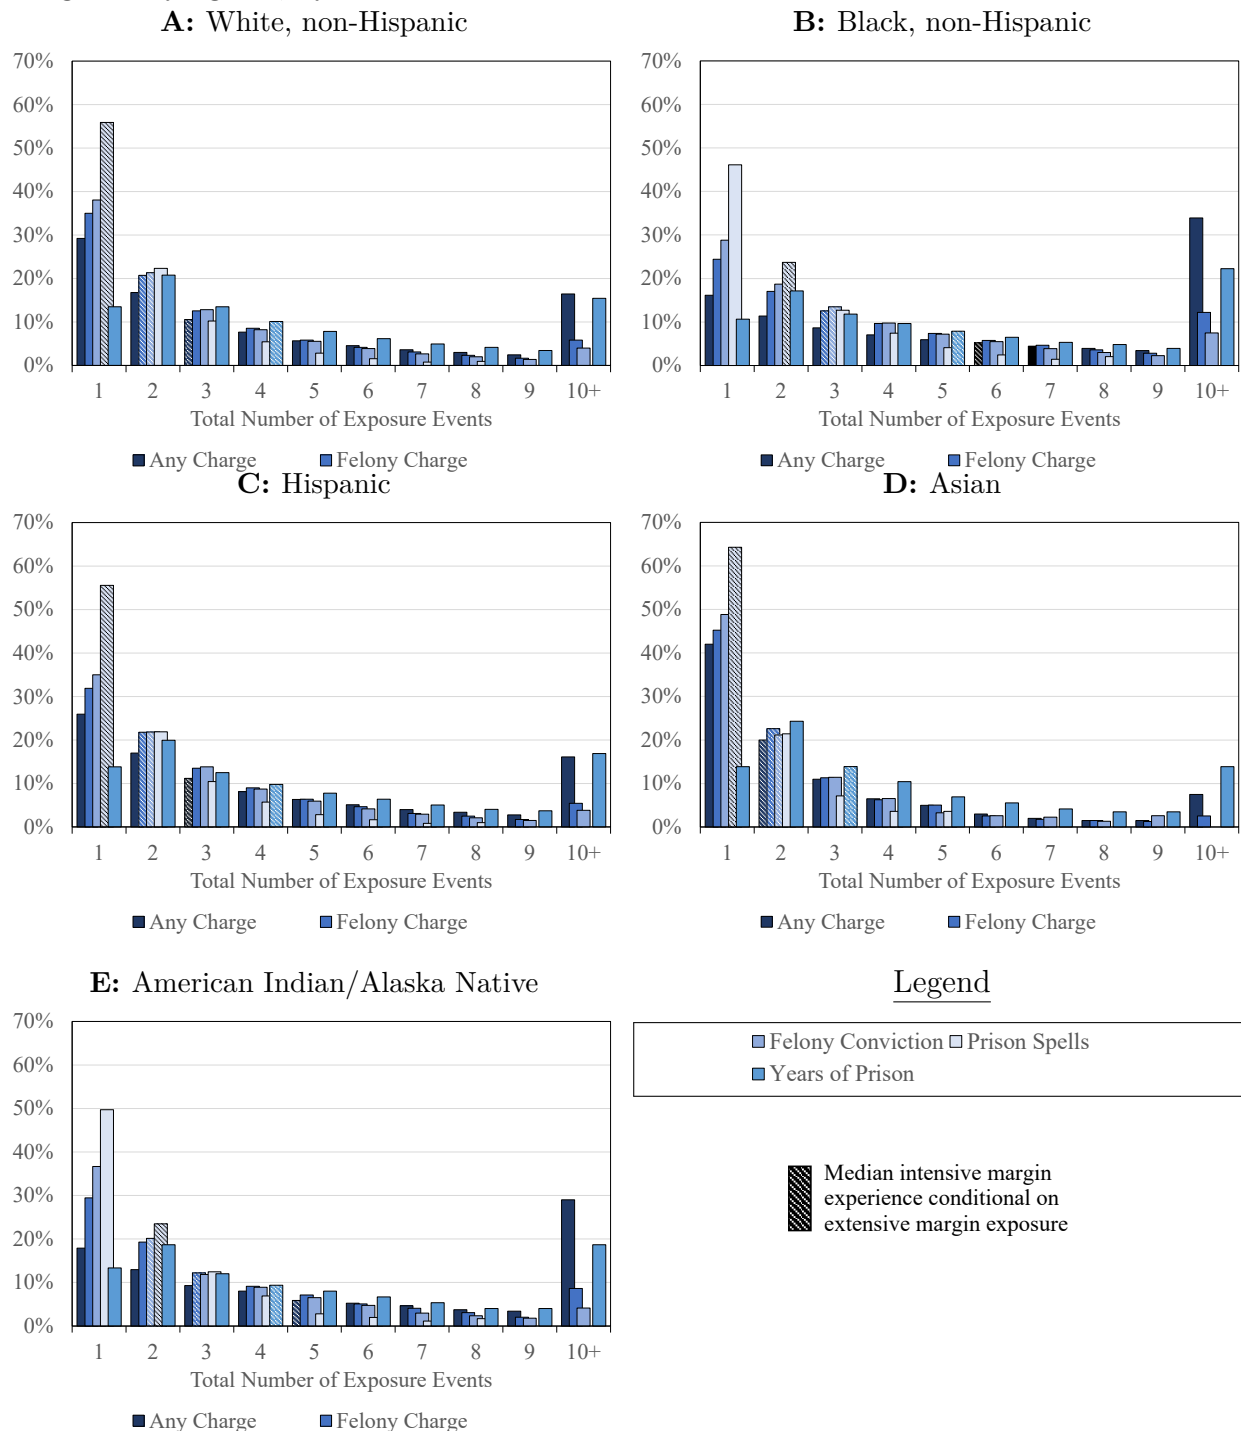 A: White, non-Hispanic
70%
60%
50%
40%
30%
20%
10%
0%
1 2 3 4 5 6 7 8 9 10+
Total Number of Exposure Events
Any Charge Felony Charge
B: Black, non-Hispanic
70%
60%
50%
40%
30%
20%
10%
0%
1 2 3 4 5 6 7 8 9 10+
Total Number of Exposure Events
Any Charge Felony Charge
C: Hispanic
70%
60%
50%
40%
30%
20%
10%
0%
1 2 3 4 5 6 7 8 9 10+
Total Number of Exposure Events
Any Charge Felony Charge
D: Asian
70%
60%
50%
40%
30%
20%
10%
0%
1 2 3 4 5 6 7 8 9 10+
Total Number of Exposure Events
Any Charge Felony Charge
E: American Indian/Alaska Native
70%
60%
50%
40%
30%
20%
10%
0%
1 2 3 4 5 6 7 8 9 10+
Total Number of Exposure Events
Any Charge Felony Charge
Legend
Felony Conviction Prison Spells
Years of Prison
Median intensive margin
experience conditional on
extensive margin exposure